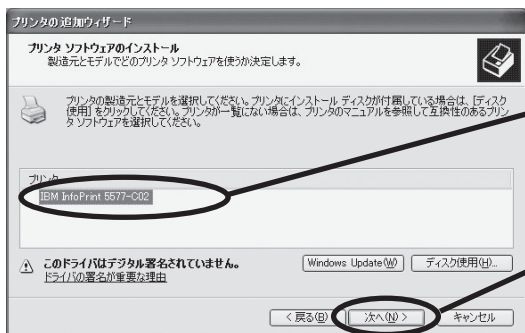 プリンタの追加ウィザード
プリンタ ソフトウェアのインストール
製造元とモデルでどのプリンタ ソフトウェアを使うか決定します。
プリンタの製造元とモデルを選択してください。プリンタにインストール ディスクが付属している場合は、[ディスク
使用] をクリックしてください。プリンタが一覧にない場合は、プリンタのマニュアルを参照して互換性のあるプリン
タ ソフトウェアを選択してください。
プリンタ
IBM InfoPrint 5577-C02
このドライバはデジタル署名されていません。
ドライバの署名が重要な理由
Windows Update(W)
ディスク使用(H)...
< 戻る(B)
次へ(N) >
キャンセル